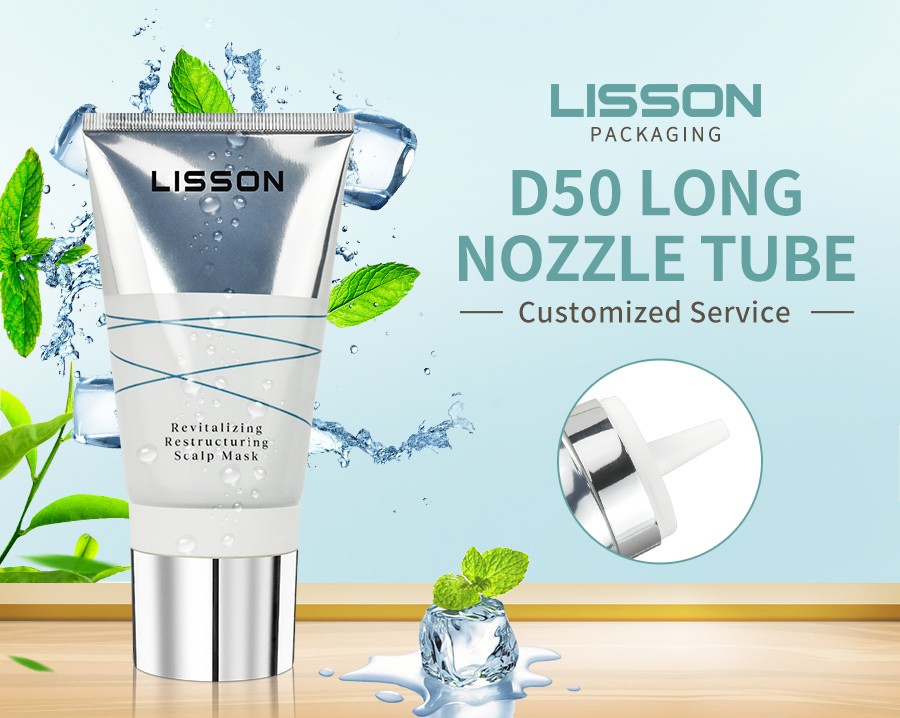 LISSON
Revitalizing
Restructuring
Scalp Mask
LISSON
PACKAGING
D50 LONG
NOZZLE TUBE
Customized Service